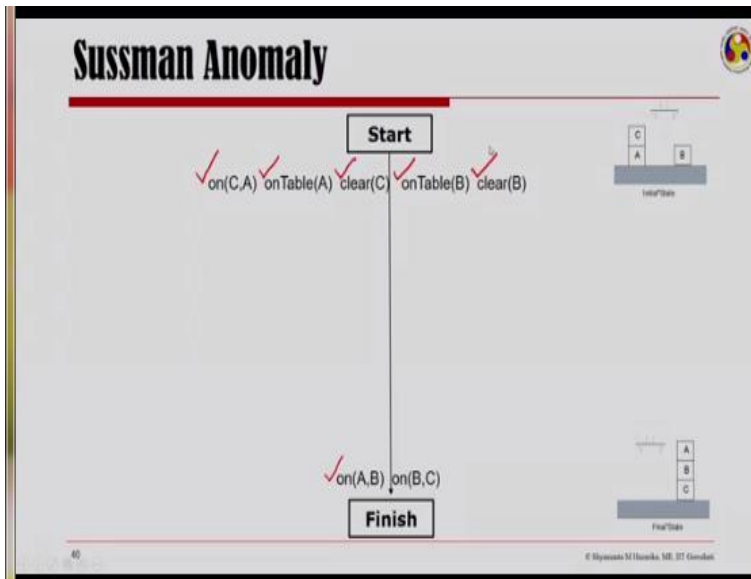 Sussman Anomaly
Start
on(C,A) onTable(A) clear(C) onTable(B) clear(B)
C
A B
Initial State
on(A,B) on(B,C)
Finish
A
B
C
Final State
40